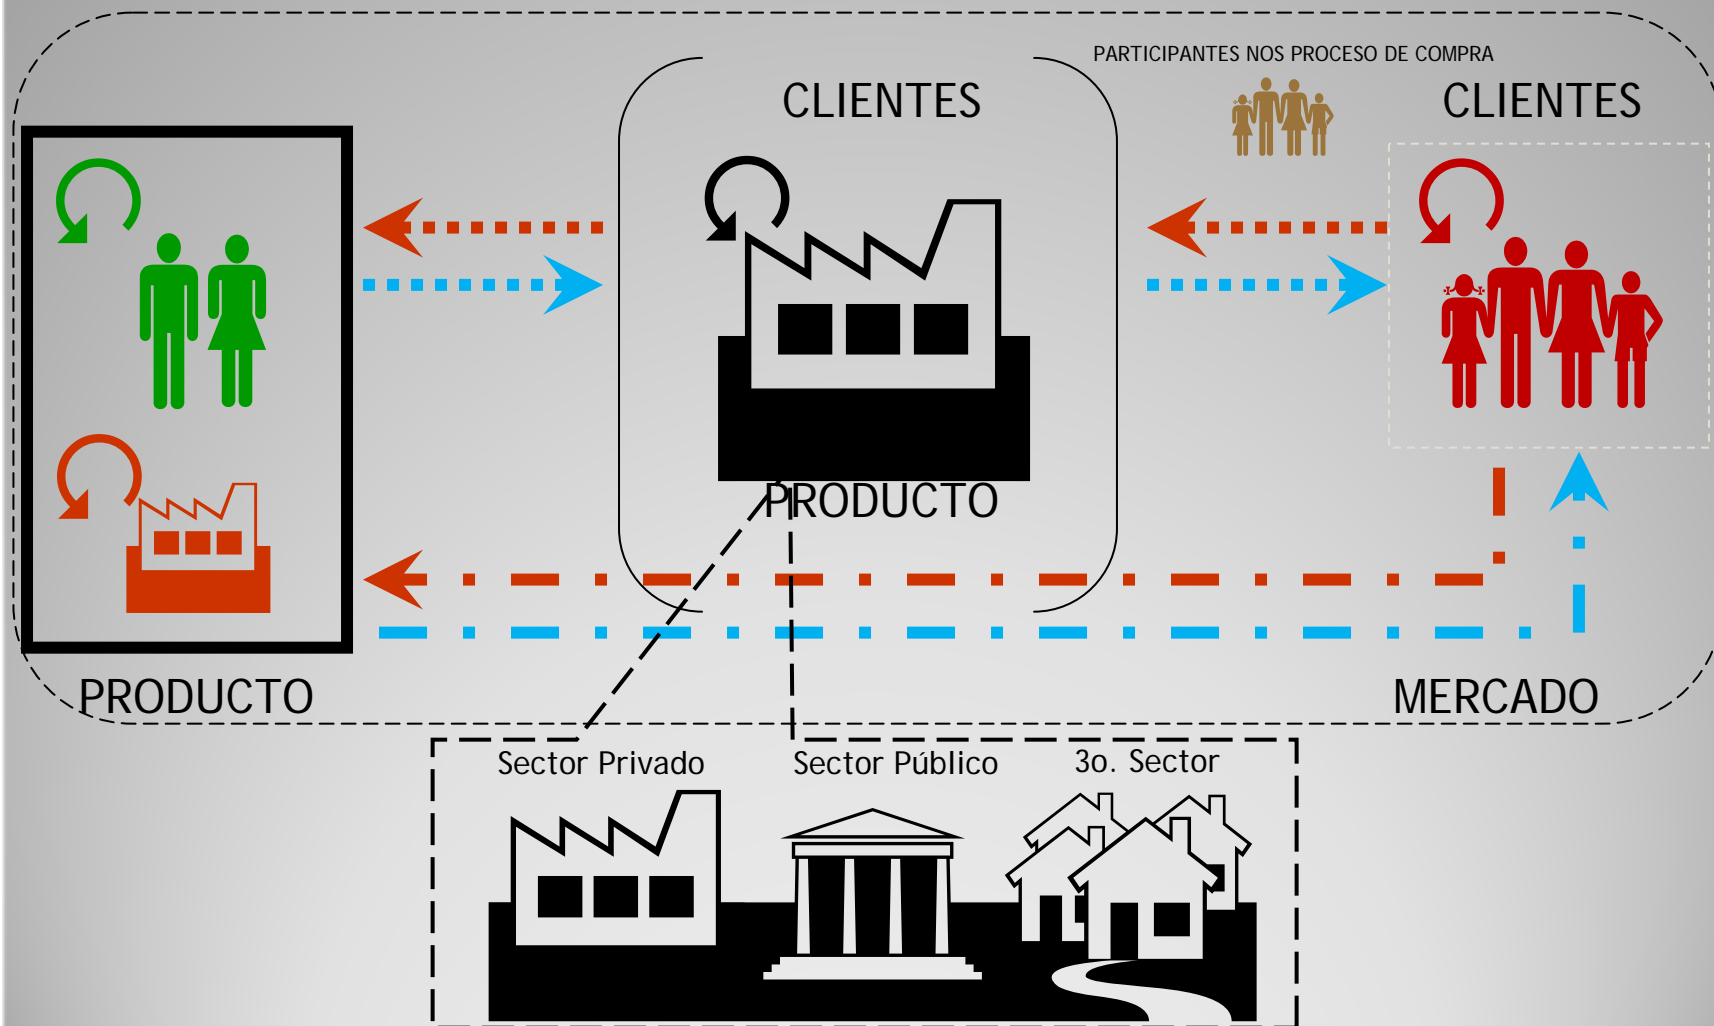 PARTICIPANTES NOS PROCESO DE COMPRA
CLIENTES
CLIENTES
PRODUCTO
PRODUCTO
MERCADO
Sector Privado
Sector Público
3o. Sector